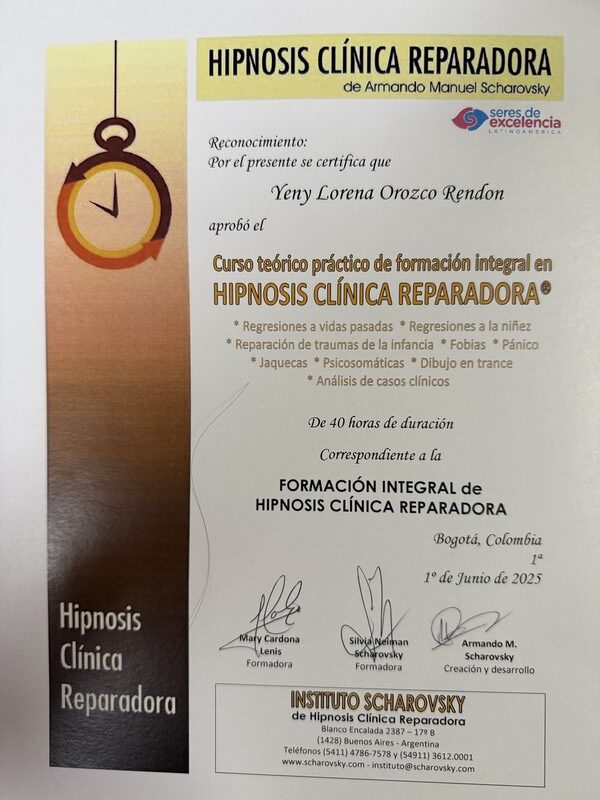 HIPNOSIS CLÍNICA REPARADORA
de Armando Manuel Scharovsky
seres de
excelencia
LATINOAMERICA
Reconocimiento:
Por el presente se certifica que
Yeny Lorena Orozco Rendon
aprobó el
Curso teórico práctico de formación integral en
HIPNOSIS CLÍNICA REPARADORA®
* Regresiones a vidas pasadas * Regresiones a la niñez
* Reparación de traumas de la infancia * Fobias * Pánico
* Jaquecas * Psicosomáticas * Dibujo en trance
* Análisis de casos clínicos
De 40 horas de duración
Correspondiente a la
FORMACIÓN INTEGRAL de
HIPNOSIS CLÍNICA REPARADORA
Bogotá, Colombia
1ª
1º de Junio de 2025
Mary Cardona
Lenis
Formadora
Silvia Neiman
Scharovsky
Formadora
Armando M.
Scharovsky
Creación y desarrollo
Hipnosis
Clínica
Reparadora
INSTITUTO SCHAROVSKY
de Hipnosis Clínica Reparadora
Blanco Encalada 2387 – 17º B
(1428) Buenos Aires - Argentina
Teléfonos (5411) 4786-7578 y (54911) 3612.0001
www.scharovsky.com - instituto@scharovsky.com